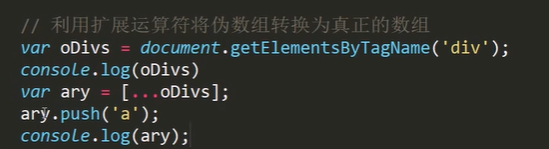 // 利用扩展运算符将伪数组转换为真正的数组
var oDivs = document.getElementsByTagName('div');
console.log(oDivs)
var ary = [...oDivs];
ary.push('a');
console.log(ary);